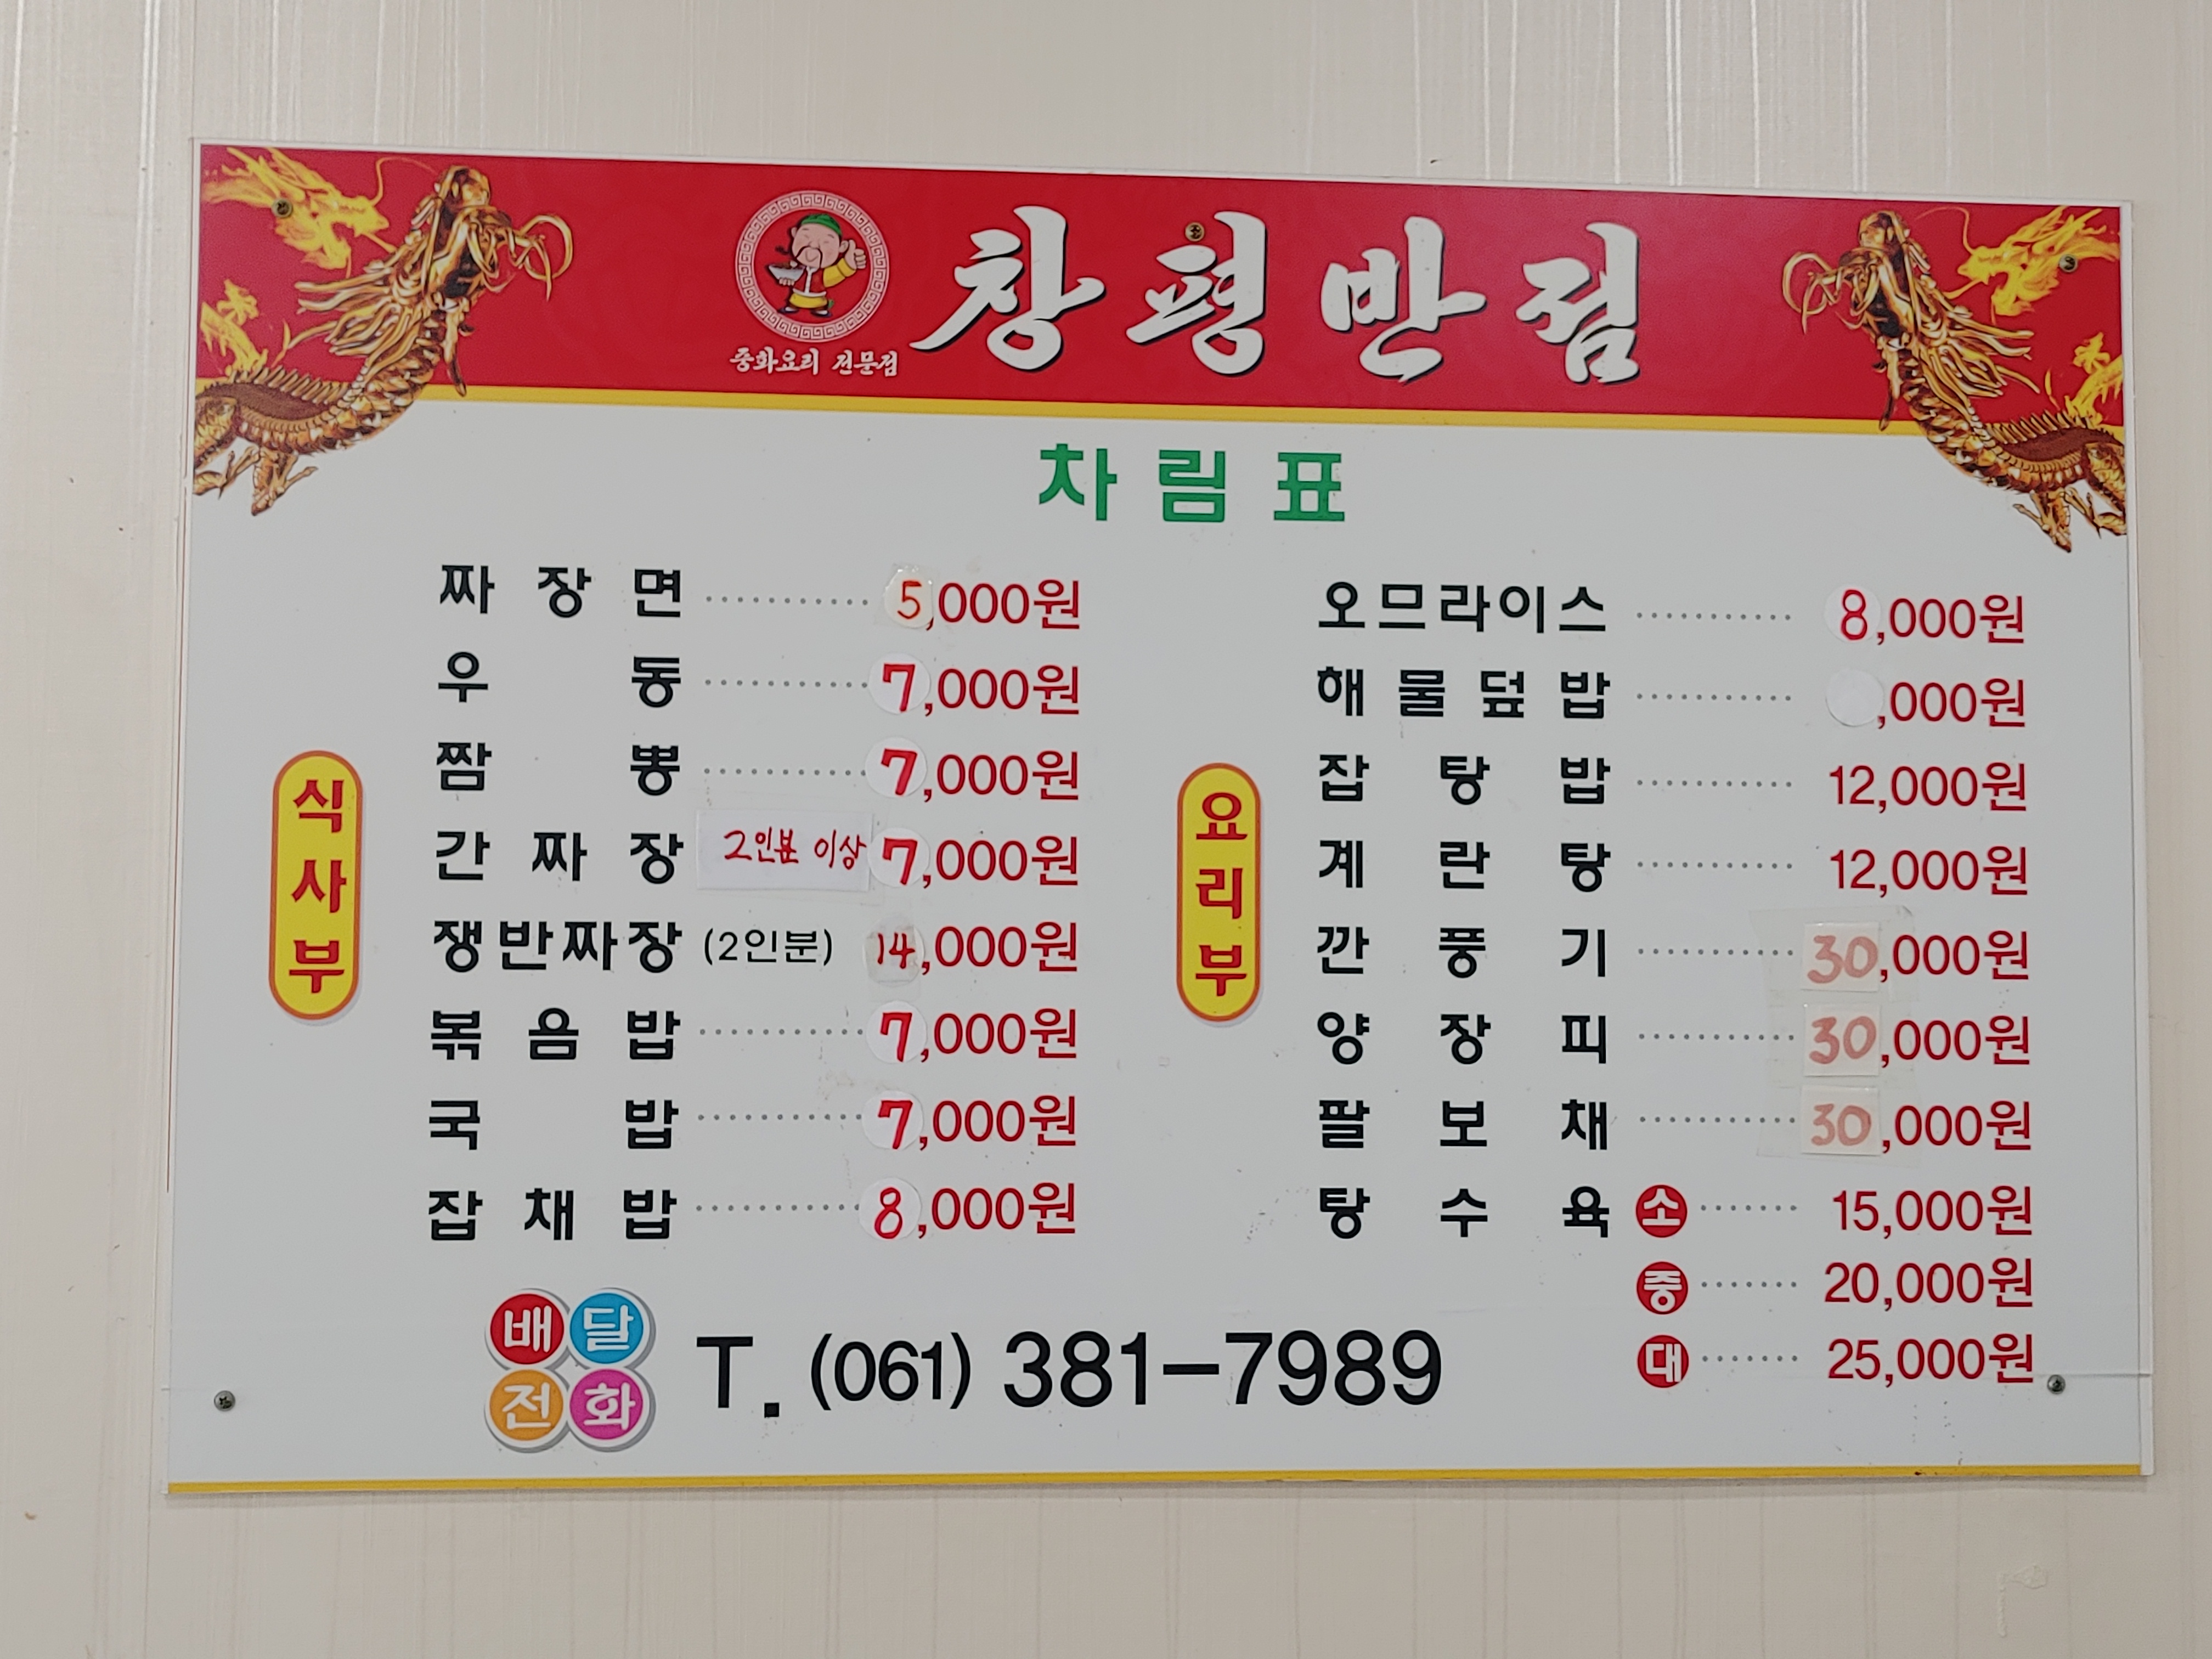 창평반점
중화요리 전문점
차림표
식사부
짜장면 5,000원
우동 7,000원
짬뽕 7,000원
간짜장 2인분 이상 7,000원
쟁반짜장 (2인분) 14,000원
볶음밥 7,000원
국밥 7,000원
잡채밥 8,000원
요리부
오므라이스 8,000원
해물덮밥 ,000원
잡탕밥 12,000원
계란탕 12,000원
깐풍기 30,000원
양장피 30,000원
팔보채 30,000원
탕수육 소 15,000원
중 20,000원
대 25,000원
배달전화 T. (061) 381-7989